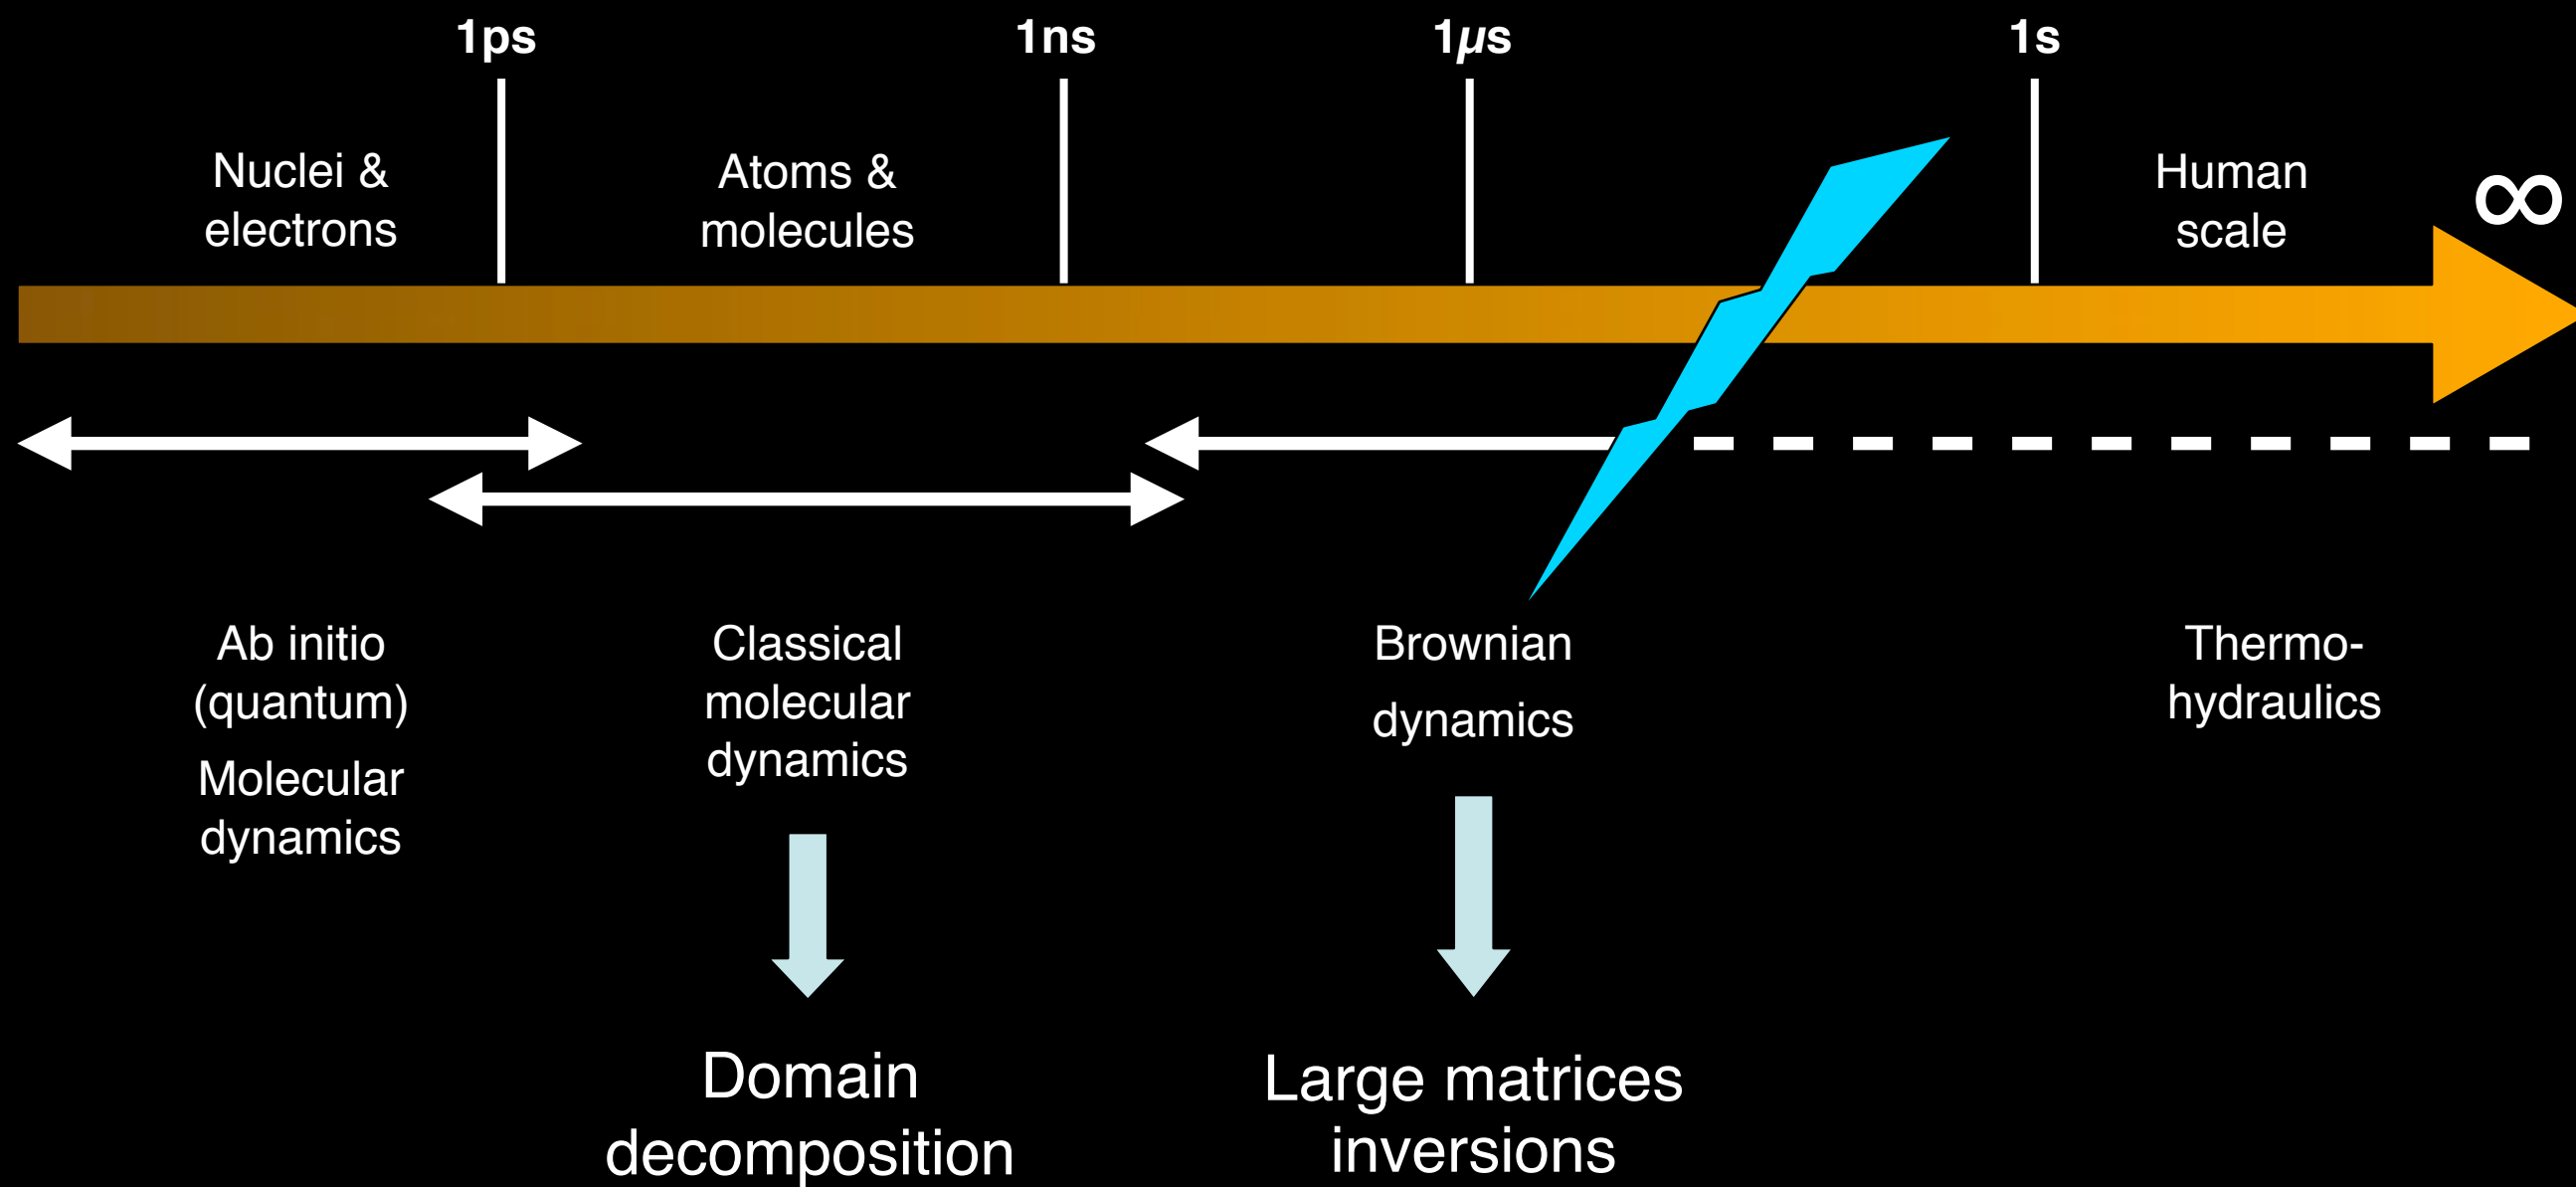 1ps
1ns
1µs
1s
Nuclei &
electrons
Atoms &
molecules
Human
scale
∞
Ab initio
(quantum)
Molecular
dynamics
Classical
molecular
dynamics
Brownian
dynamics
Thermo-
hydraulics
Domain
decomposition
Large matrices
inversions